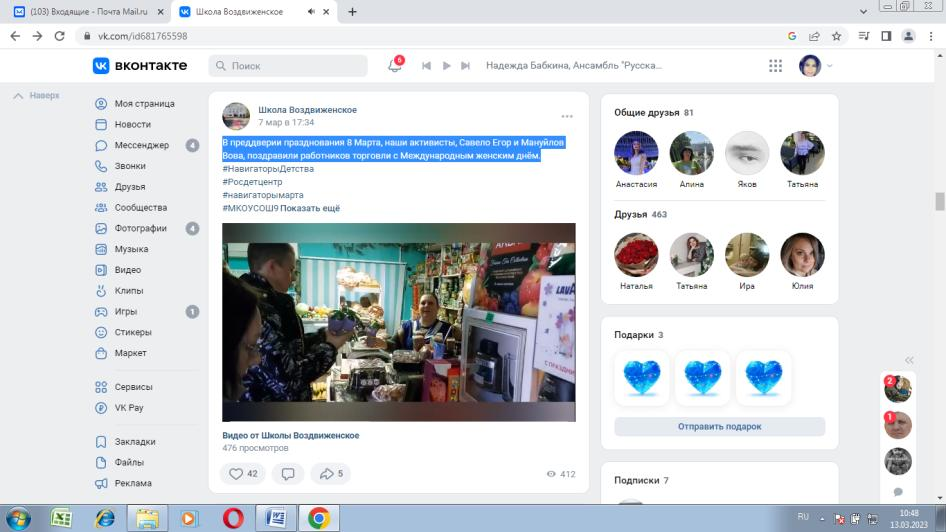 (103) Входящие - Почта Mail.ru
Школа Воздвиженское
vk.com/id681765598
вконтакте
Поиск
6
Надежда Бабкина, Ансамбль "Русска...
Наверх
Моя страница
Новости
Мессенджер 4
Звонки
Друзья
Сообщества
Фотографии 4
Музыка
Видео
Клипы
Игры 1
Стикеры
Маркет
Сервисы
VK Pay
Закладки
Файлы
Реклама
Школа Воздвиженское
7 мар в 17:34
В преддверии празднования 8 Марта, наши активисты, Савело Егор и Мануйлов
Вова, поздравили работников торговли с Международным женским днём.
#НавигаторыДетства
#Росдетцентр
#навигаторымарта
#МКОУСОШ9 Показать ещё
Видео от Школы Воздвиженское
476 просмотров
42
5
412
Общие друзья 81
Анастасия Алина Яков Татьяна
Друзья 463
Наталья Татьяна Ира Юлия
Подарки 3
Отправить подарок
Подписки 7
2
1
RU
10:48
13.03.2023